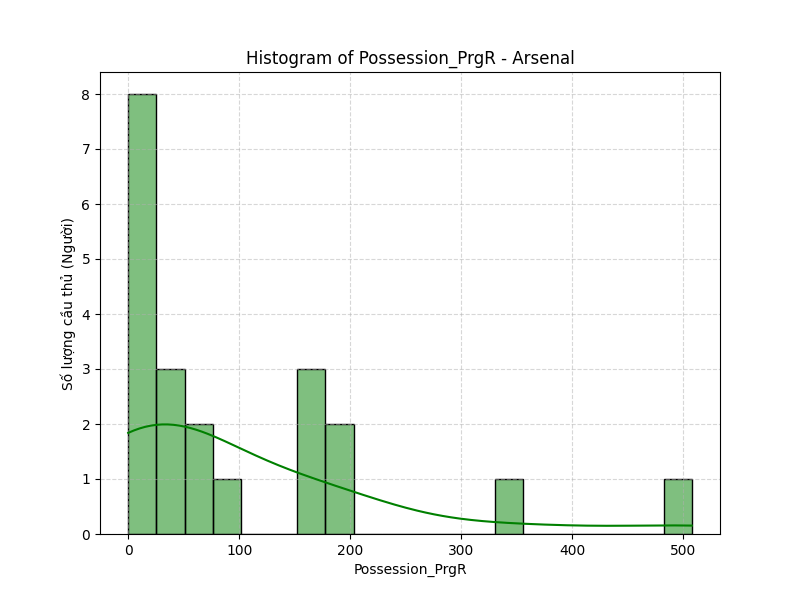 Histogram of Possession_PrgR - Arsenal
Số lượng cầu thủ (Người)
8
7
6
5
4
3
2
1
0
0 100 200 300 400 500
Possession_PrgR